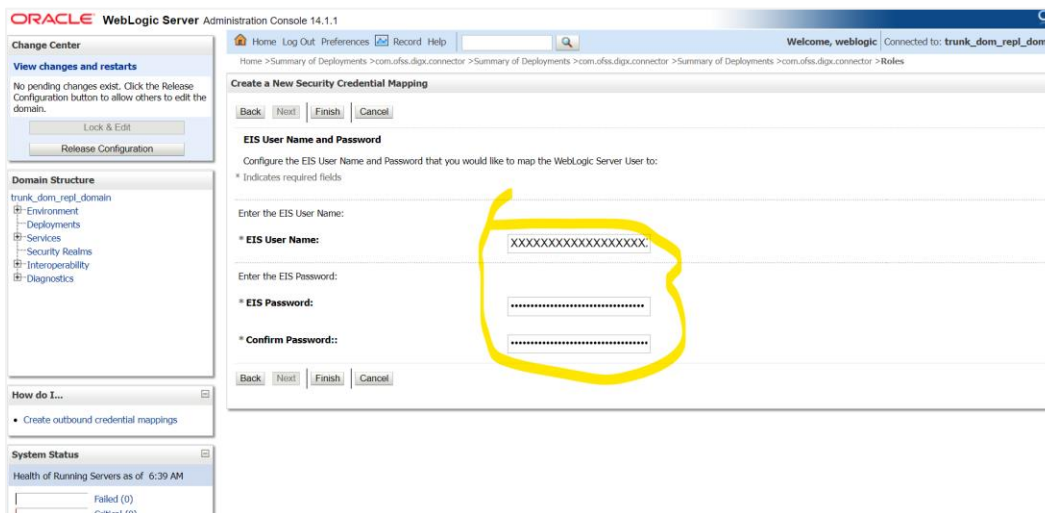 ORACLE WebLogic Server Administration Console 14.1.1
Change Center
View changes and restarts
No pending changes exist. Click the Release
Configuration button to allow others to edit the
domain.
Lock & Edit
Release Configuration
Domain Structure
trunk_dom_repl_domain
Environment
Deployments
Services
Security Realms
Interoperability
Diagnostics
How do I...
Create outbound credential mappings
System Status
Health of Running Servers as of 6:39 AM
Failed (0)
Critical (0)
Home Log Out Preferences Record Help
Welcome, weblogic Connected to: trunk_dom_repl_dom
Home >Summary of Deployments >com.ofss.digx.connector >Summary of Deployments >com.ofss.digx.connector >Summary of Deployments >com.ofss.digx.connector >Roles
Create a New Security Credential Mapping
Back Next Finish Cancel
EIS User Name and Password
Configure the EIS User Name and Password that you would like to map the WebLogic Server User to:
* Indicates required fields
Enter the EIS User Name:
* EIS User Name: XXXXXXXXXXXXXXXXXX
Enter the EIS Password:
* EIS Password: ••••••••••••••••••••••••••••••••••
* Confirm Password:: •••••••••••••••••••••••••••••••••••
Back Next Finish Cancel